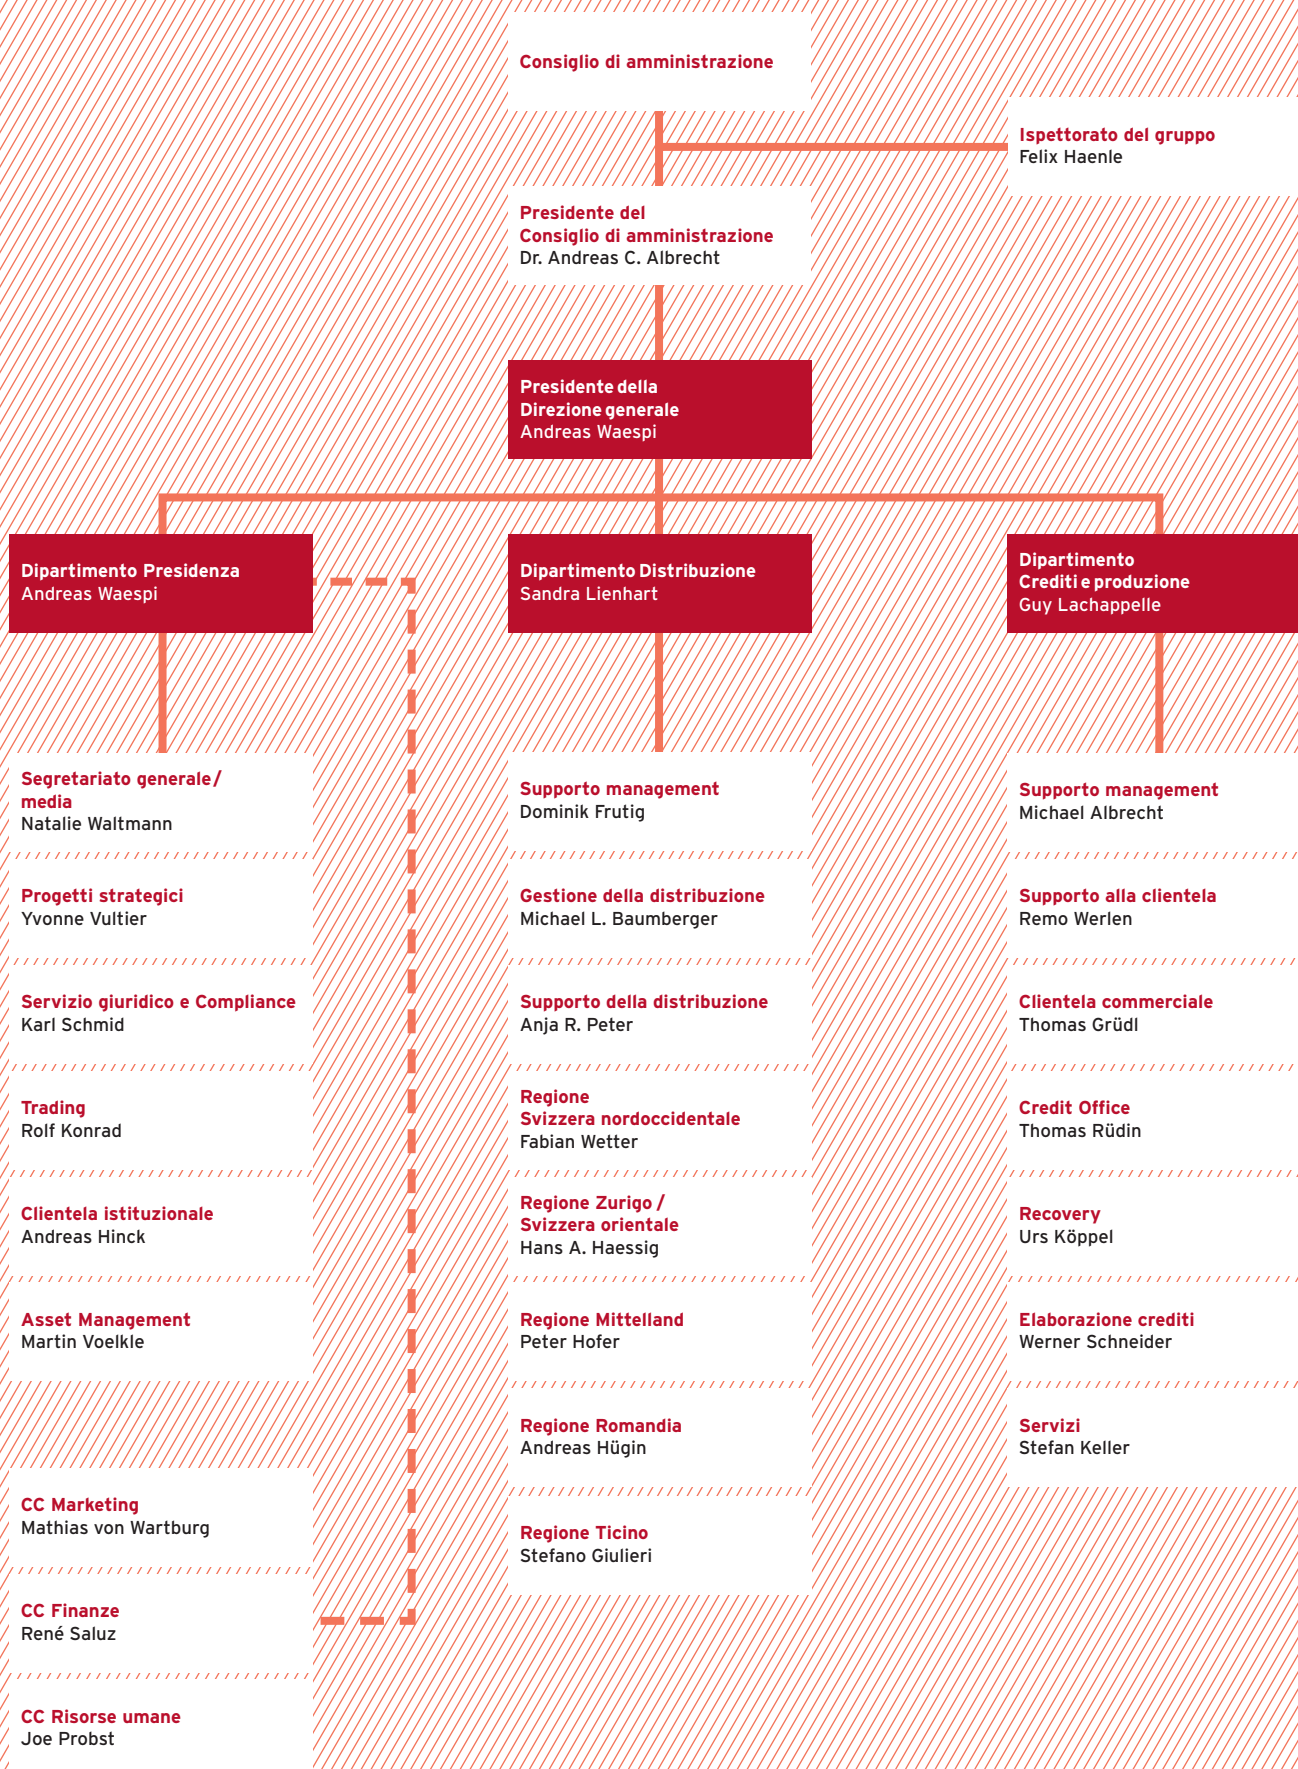 Consiglio di amministrazione
Ispettorato del gruppo
Felix Haenle
Presidente del
Consiglio di amministrazione
Dr. Andreas C. Albrecht
Presidente della
Direzione generale
Andreas Waespi
Dipartimento Presidenza
Andreas Waespi
Dipartimento Distribuzione
Sandra Lienhart
Dipartimento
Crediti e produzione
Guy Lachappelle
Segretariato generale/
media
Natalie Waltmann
Progetti strategici
Yvonne Vultier
Servizio giuridico e Compliance
Karl Schmid
Trading
Rolf Konrad
Clientela istituzionale
Andreas Hinck
Asset Management
Martin Voelkle
CC Marketing
Mathias von Wartburg
CC Finanze
René Saluz
CC Risorse umane
Joe Probst
Supporto management
Dominik Frutig
Gestione della distribuzione
Michael L. Baumberger
Supporto della distribuzione
Anja R. Peter
Regione
Svizzera nordoccidentale
Fabian Wetter
Regione Zurigo /
Svizzera orientale
Hans A. Haessig
Regione Mittelland
Peter Hofer
Regione Romandia
Andreas Hügin
Regione Ticino
Stefano Giulieri
Supporto management
Michael Albrecht
Supporto alla clientela
Remo Werlen
Clientela commerciale
Thomas Grüdl
Credit Office
Thomas Rüdin
Recovery
Urs Köppel
Elaborazione crediti
Werner Schneider
Servizi
Stefan Keller